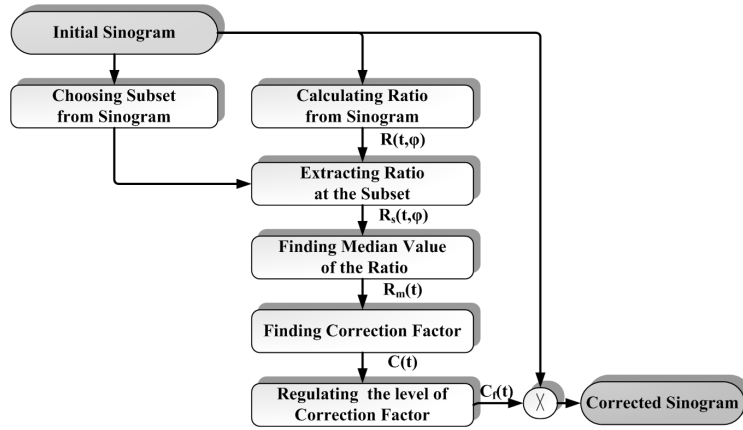 Initial Sinogram
Choosing Subset
from Sinogram
Calculating Ratio
from Sinogram
R(t,φ)
Extracting Ratio
at the Subset
Rs(t,φ)
Finding Median Value
of the Ratio
Rm(t)
Finding Correction Factor
C(t)
Regulating the level of
Correction Factor
Cf(t)
X
Corrected Sinogram